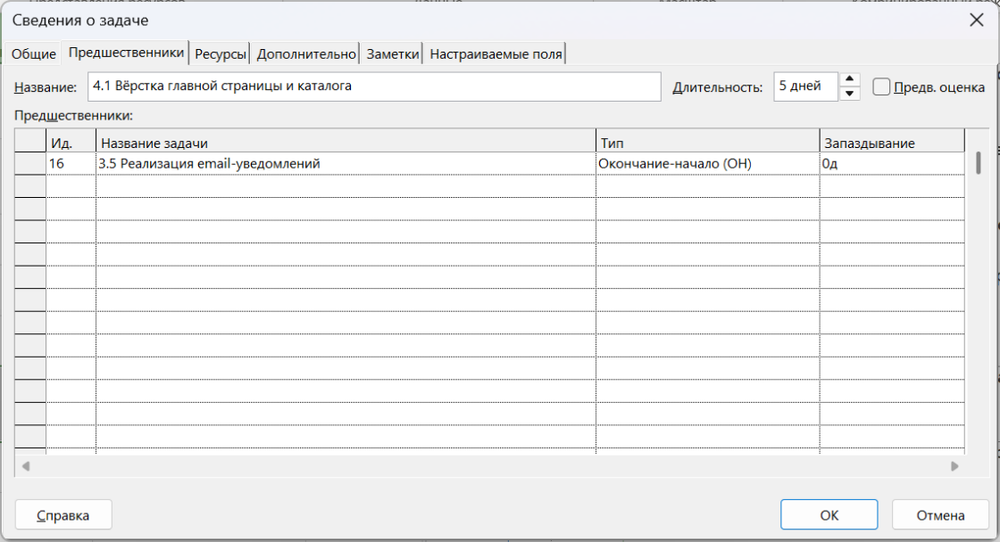 Сведения о задаче
Общие Предшественники Ресурсы Дополнительно Заметки Настраиваемые поля
Название: 4.1 Вёрстка главной страницы и каталога Длительность: 5 дней Предв. оценка
Предшественники:
Ид. Название задачи Тип Запаздывание
16 3.5 Реализация email-уведомлений Окончание-начало (ОН) 0д
Справка ОК Отмена